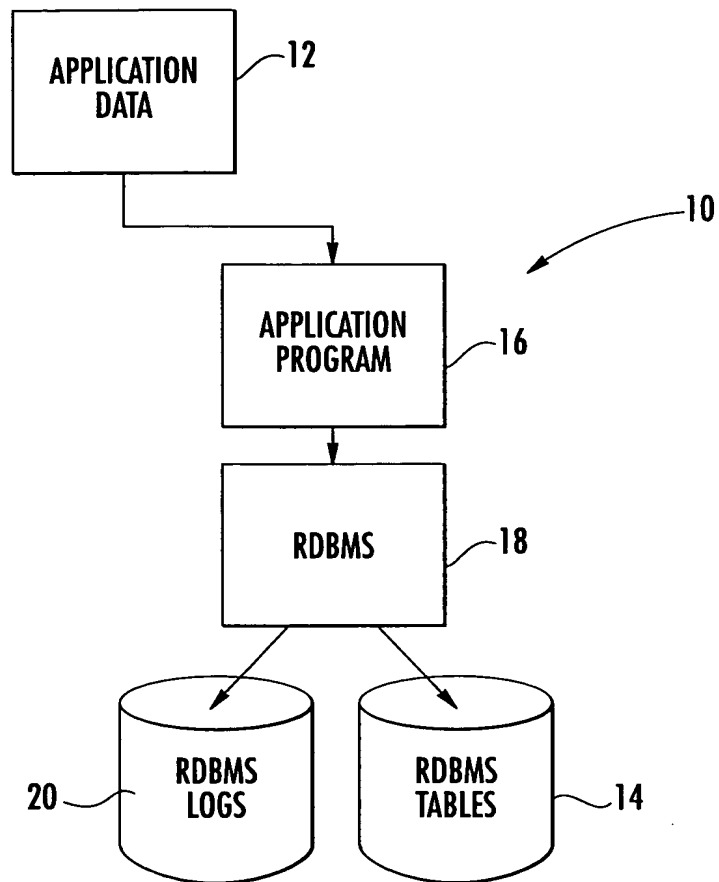 APPLICATION
DATA
12
10
APPLICATION
PROGRAM
16
RDBMS
18
RDBMS
LOGS
20
RDBMS
TABLES
14